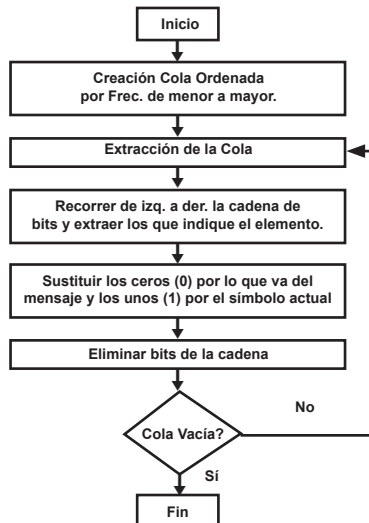 Inicio
Creación Cola Ordenada
por Frec. de menor a mayor.
Extracción de la Cola
Recorrer de izq. a der. la cadena de
bits y extraer los que indique el elemento.
Sustituir los ceros (0) por lo que va del
mensaje y los unos (1) por el símbolo actual
Eliminar bits de la cadena
No
Cola Vacía?
Sí
Fin